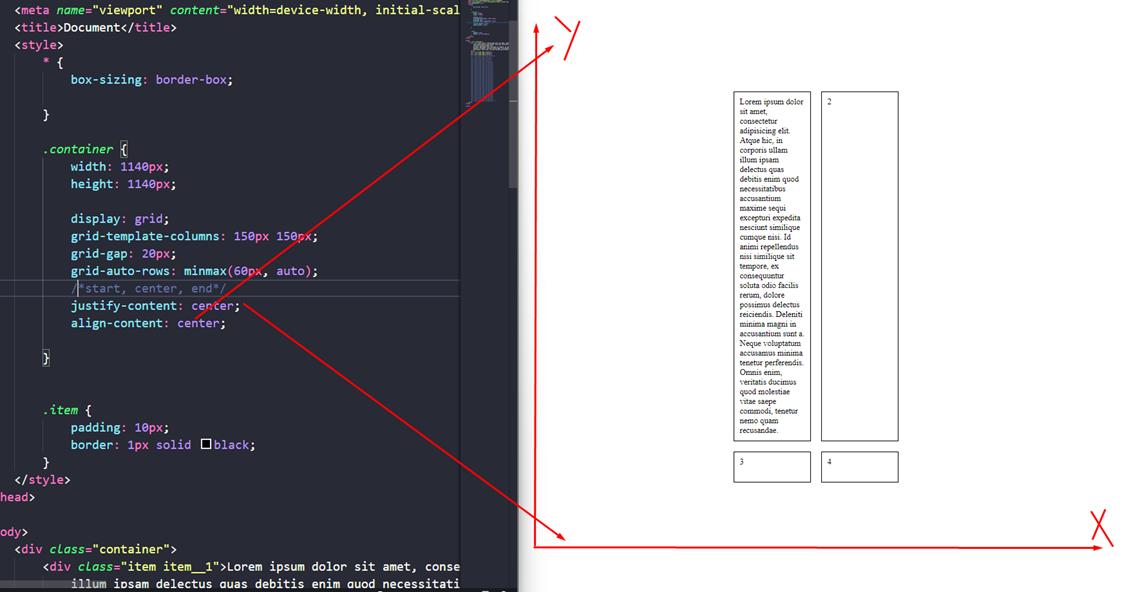 <meta name="viewport" content="width=device-width, initial-scal
<title>Document</title>
<style>
* {
box-sizing: border-box;
}
.container {
width: 1140px;
height: 1140px;
display: grid;
grid-template-columns: 150px 150px;
grid-gap: 20px;
grid-auto-rows: minmax(60px, auto);
/*start, center, end*/
justify-content: center;
align-content: center;
}
.item {
padding: 10px;
border: 1px solid black;
}
</style>
head>
ody>
<div class="container">
<div class="item item__1">Lorem ipsum dolor sit amet, conse
illum ipsam delectus quas debitis enim quod necessitati
Y
Lorem ipsum dolor
sit amet,
consectetur
adipisicing elit.
Atque hic, in
corporis ullam
illum ipsam
delectus quas
debitis enim quod
necessitatibus
accusantium
maxime sequi
excepturi expedita
nesciunt similique
cumque nisi. Id
animi repellendus
nisi similique sit
tempore, ex
consequuntur
soluta odio facilis
rerum, dolore
possimus delectus
reiciendis. Deleniti
minima magni in
accusantium sunt a.
Neque voluptatum
accusamus minima
tenetur perferendis.
Omnis enim,
veritatis ducimus
quod molestiae
vitae saepe
commodi, tenetur
nemo quam
recusandae.
2
3
4
X